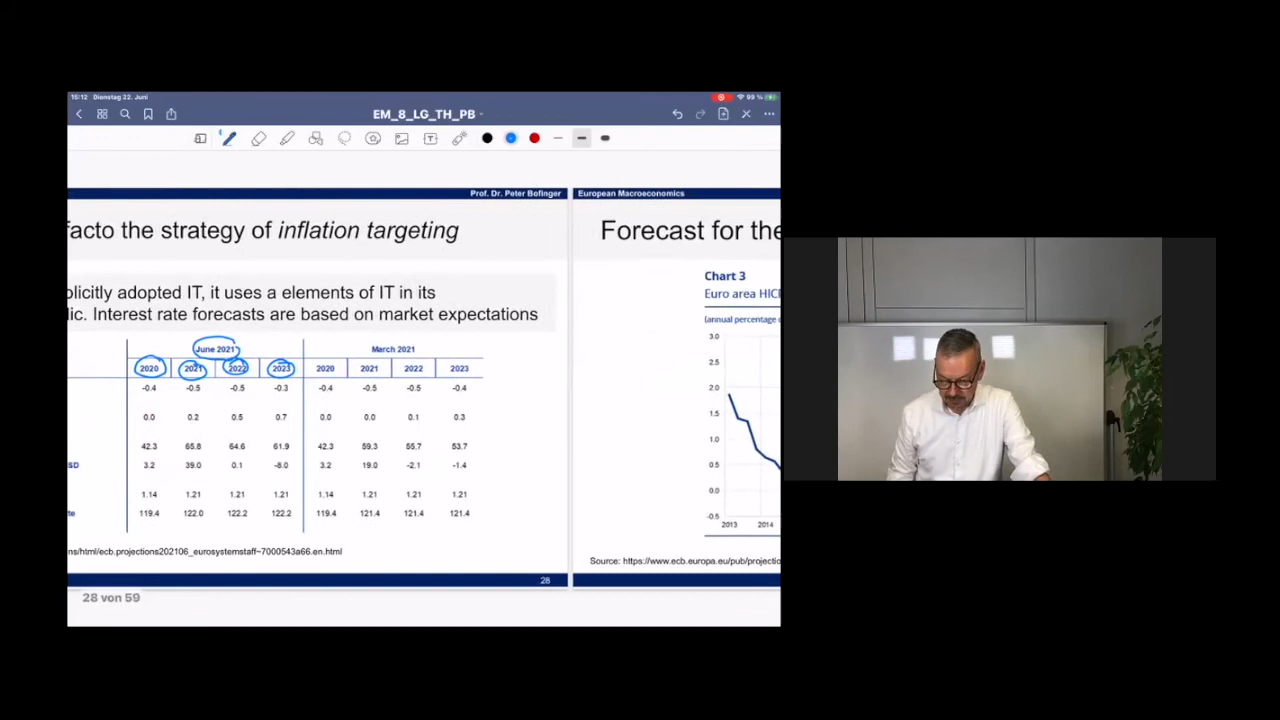 15:12 Dienstag 22. Juni
99 %
EM_8_LG_TH_PB
Prof. Dr. Peter Bofinger
European Macroeconomics
facto the strategy of inflation targeting
Forecast for the
plicitly adopted IT, it uses a elements of IT in its
lic. Interest rate forecasts are based on market expectations
June 2021
March 2021
2020 2021 2022 2023 2020 2021 2022 2023
-0.4 -0.5 -0.5 -0.3 -0.4 -0.5 -0.5 -0.4
0.0 0.2 0.5 0.7 0.0 0.0 0.1 0.3
42.3 65.8 64.6 61.9 42.3 59.3 55.7 53.7
SD 3.2 39.0 0.1 -8.0 3.2 19.0 -2.1 -1.4
1.14 1.21 1.21 1.21 1.14 1.21 1.21 1.21
te 119.4 122.0 122.2 122.2 119.4 121.4 121.4 121.4
ns/html/ecb.projections202106_eurosystemstaff~7000543a66.en.html
28
28 von 59
Chart 3
Euro area HIC
(annual percentage
3.0
2.5
2.0
1.5
1.0
0.5
0.0
-0.5
2013 2014
Source: https://www.ecb.europa.eu/pub/projectio